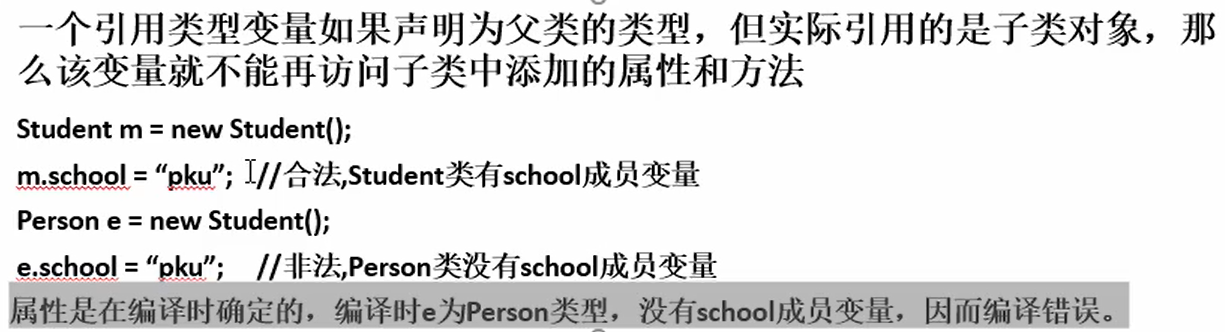 一个引用类型变量如果声明为父类的类型，但实际引用的是子类对象，那
么该变量就不能再访问子类中添加的属性和方法
Student m = new Student();
m.school = “pku”; //合法,Student类有school成员变量
Person e = new Student();
e.school = “pku”; //非法,Person类没有school成员变量
属性是在编译时确定的，编译时e为Person类型，没有school成员变量，因而编译错误。